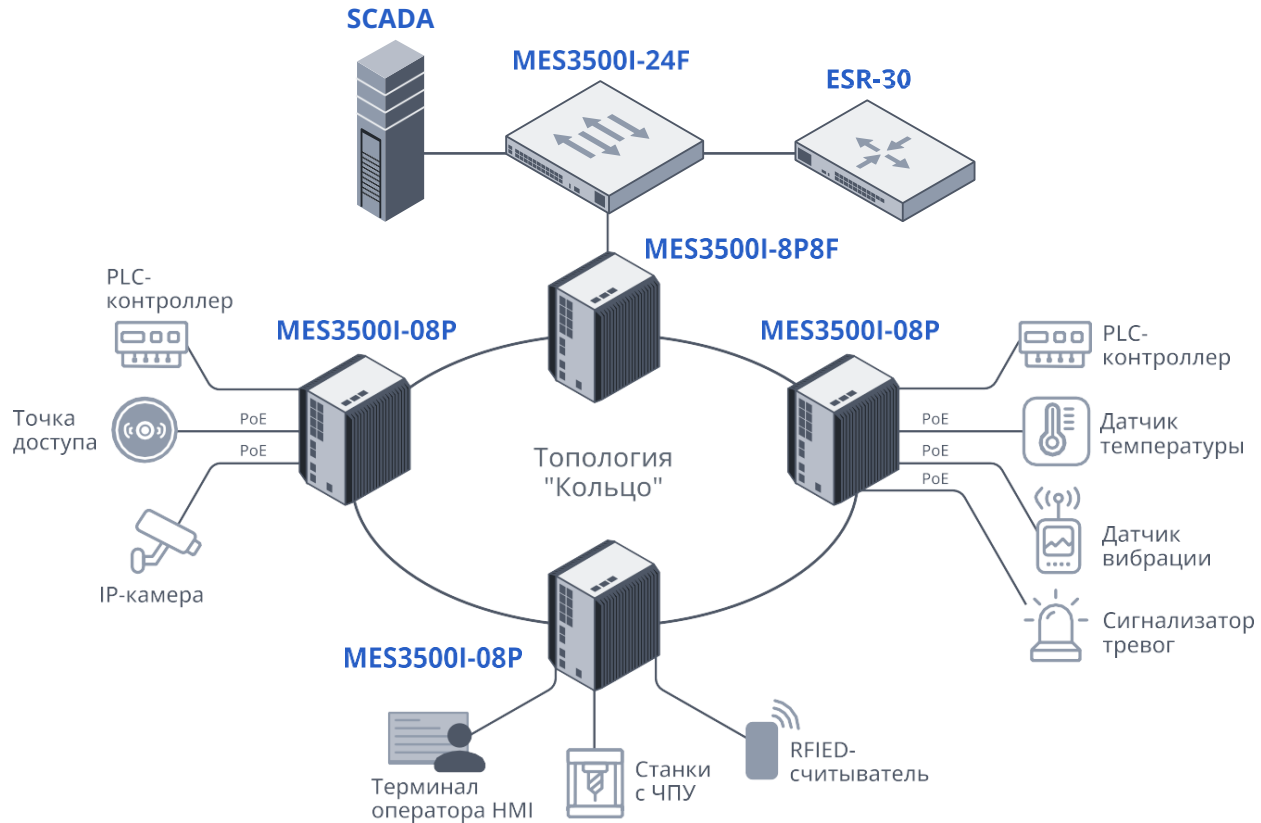 SCADA
MES3500I-24F
ESR-30
MES3500I-8P8F
PLC-
контроллер
MES3500I-08P
MES3500I-08P
PLC-
контроллер
Точка
доступа
PoE
PoE
PoE
PoE
PoE
Датчик
температуры
Топология
"Кольцо"
Датчик
вибрации
IP-камера
Сигнализатор
тревог
MES3500I-08P
Терминал
оператора HMI
Станки
с ЧПУ
RFIED-
считыватель